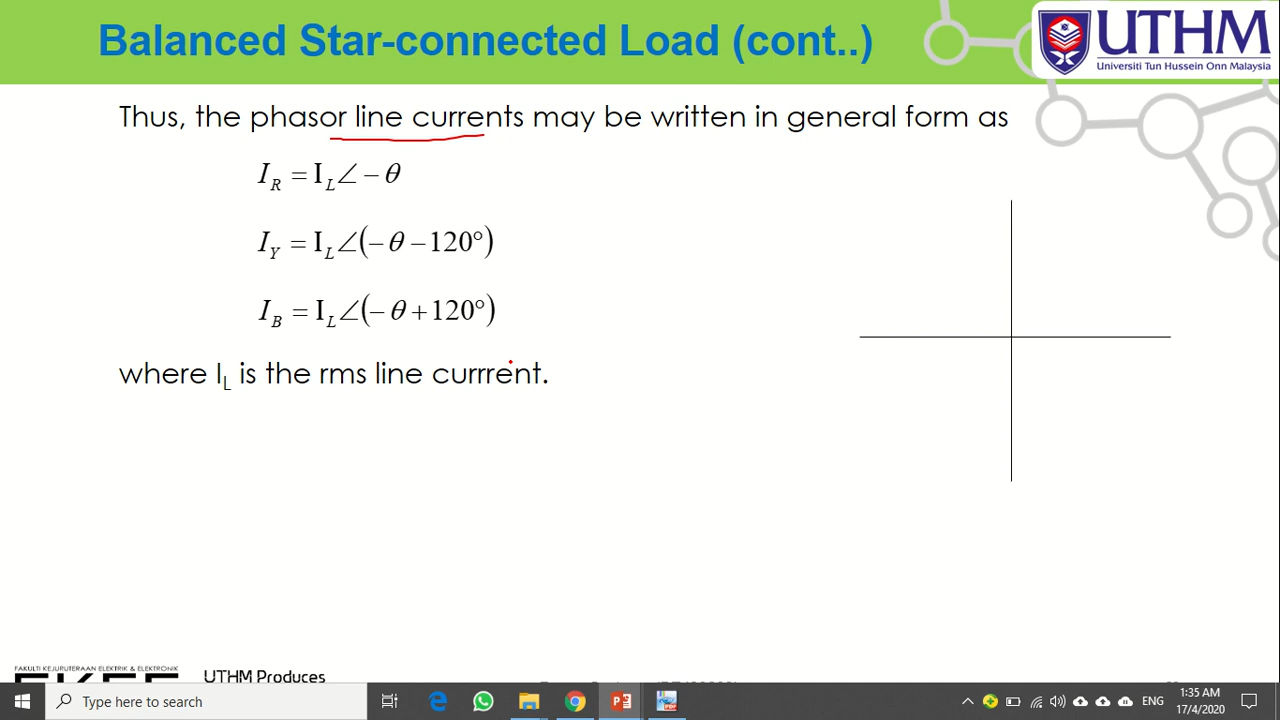 Balanced Star-connected Load (cont..)
UTHM
Universiti Tun Hussein Onn Malaysia
Thus, the phasor line currents may be written in general form as
I_R = I_L∠−θ
I_Y = I_L∠(−θ−120°)
I_B = I_L∠(−θ+120°)
where I_L is the rms line currrent.
FAKULTI KEJURUTERAAN ELEKTRIK & ELEKTRONIK
UTHM Produces
Type here to search
ENG
1:35 AM
17/4/2020